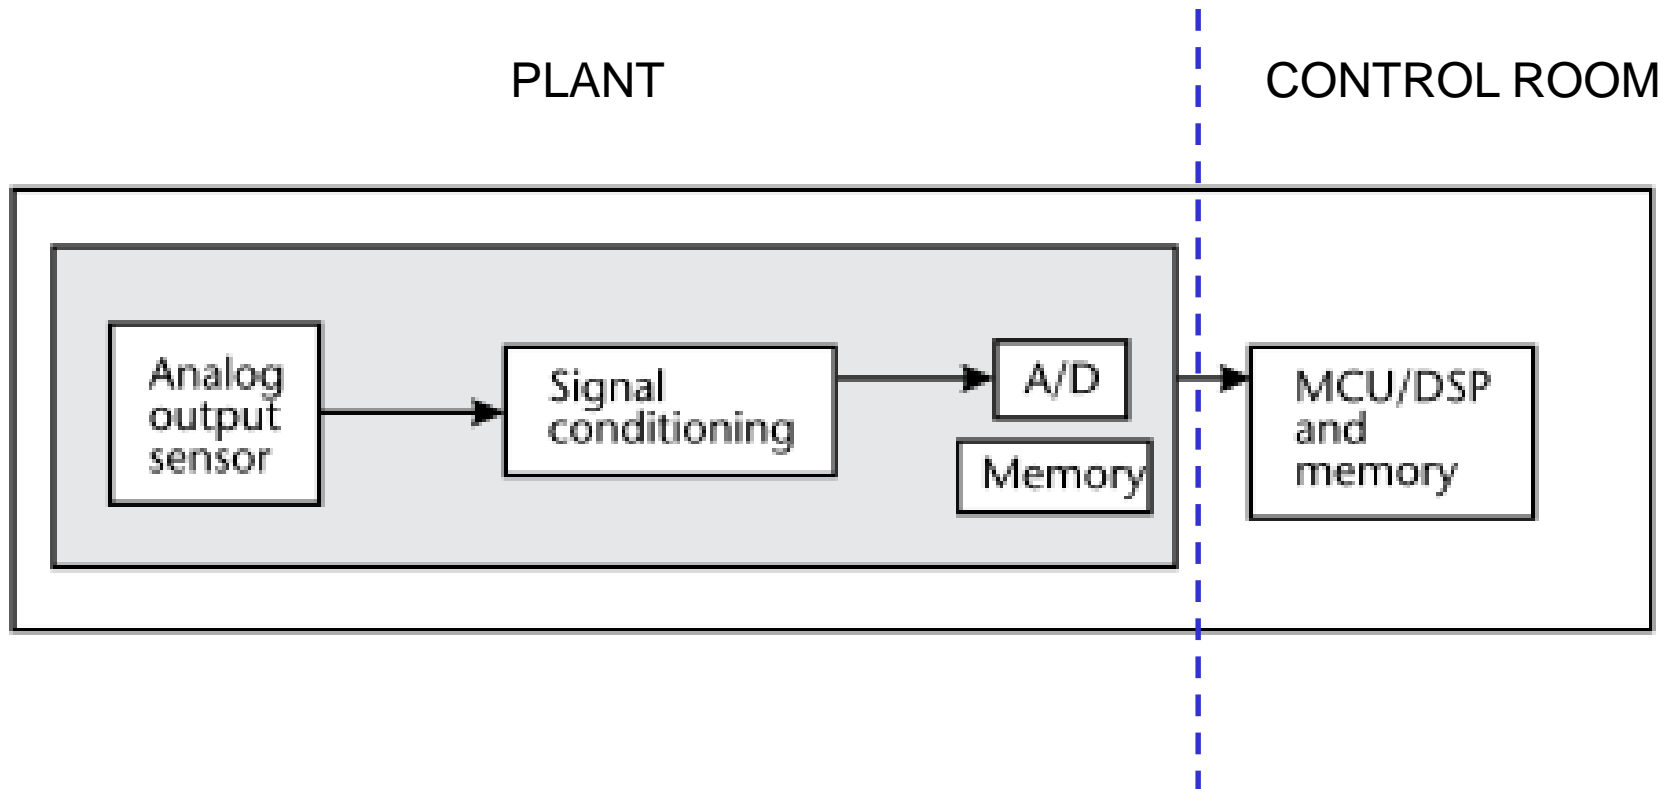 PLANT
CONTROL ROOM
Analog
output
sensor
Signal
conditioning
A/D
Memory
MCU/DSP
and
memory